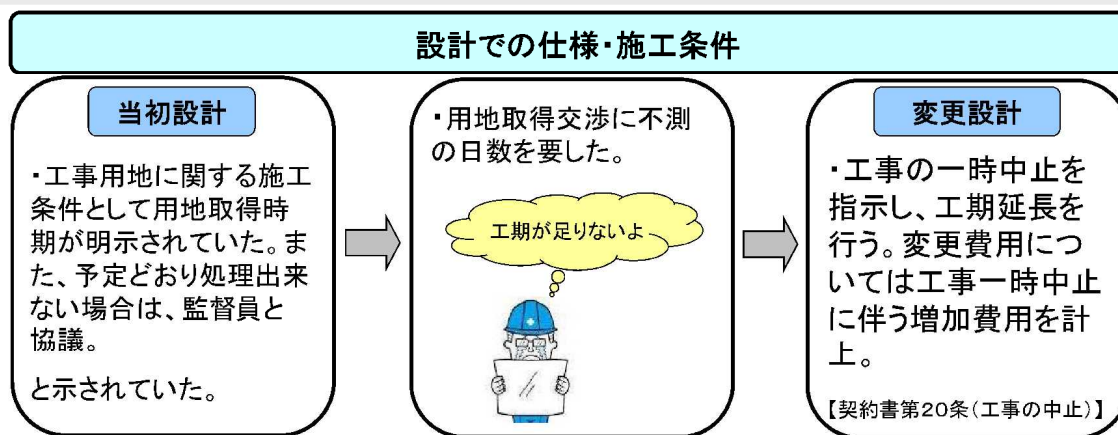 設計での仕様・施工条件
当初設計
・工事用地に関する施工
条件として用地取得時
期が明示されていた。ま
た、予定どおり処理出来
ない場合は、監督員と
協議。
と示されていた。
・用地取得交渉に不測
の日数を要した。
工期が足りないよ
変更設計
・工事の一時中止を
指示し、工期延長を
行う。変更費用につ
いては工事一時中止
に伴う増加費用を計
上。
【契約書第20条(工事の中止)】